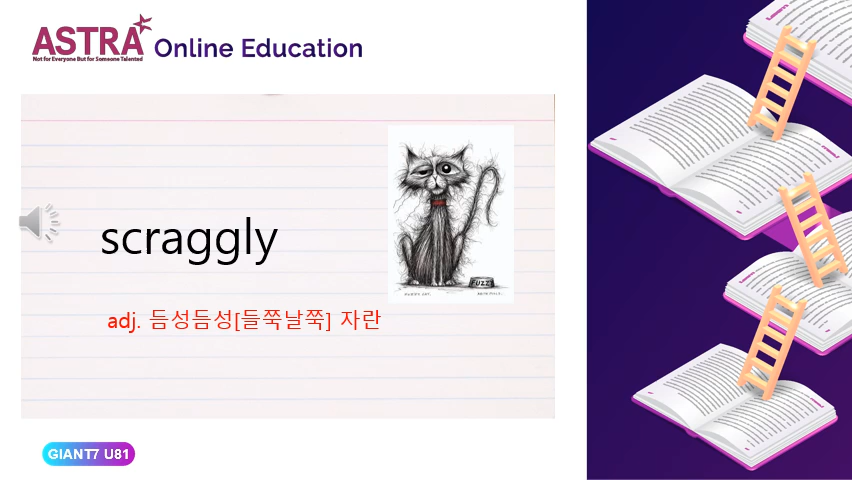 ASTRA
Not for Everyone But for Someone Talented
Online Education
scraggly
FUZZ
adj. 듬성듬성[들쭉날쭉] 자란
GIANT7 U81